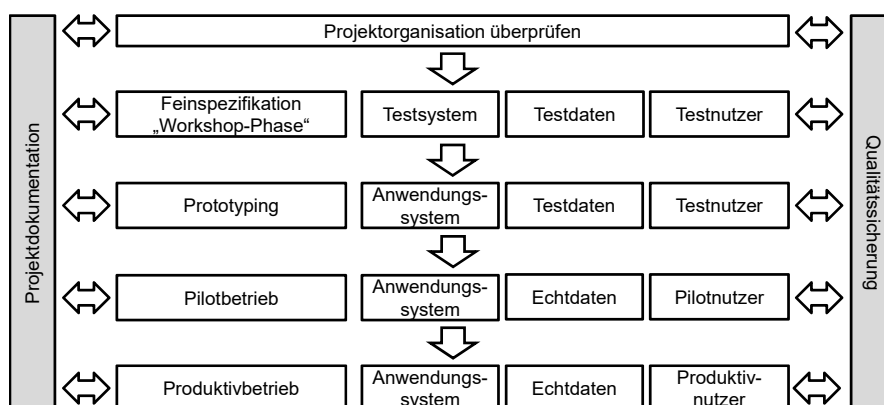 Projektdokumentation
Projektorganisation überprüfen
Feinspezifikation
„Workshop-Phase“
Testsystem
Testdaten
Testnutzer
Prototyping
Anwendungs-
system
Testdaten
Testnutzer
Pilotbetrieb
Anwendungs-
system
Echtdaten
Pilotnutzer
Produktivbetrieb
Anwendungs-
system
Echtdaten
Produktiv-
nutzer
Qualitätssicherung